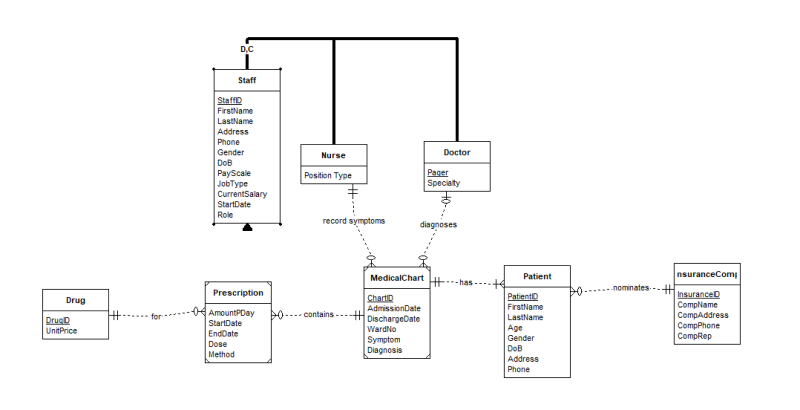 D,C
Staff
StaffID
FirstName
LastName
Address
Phone
Gender
DoB
PayScale
JobType
CurrentSalary
StartDate
Role
Nurse
Position Type
Doctor
Pager
Specialty
record symptoms
diagnoses
Drug
DrugID
UnitPrice
for
Prescription
AmountPDay
StartDate
EndDate
Dose
Method
contains
MedicalChart
ChartID
AdmissionDate
DischargeDate
WardNo
Symptom
Diagnosis
has
Patient
PatientID
FirstName
LastName
Age
Gender
DoB
Address
Phone
nominates
nsuranceComp
InsuranceID
CompName
CompAddress
CompPhone
CompRep